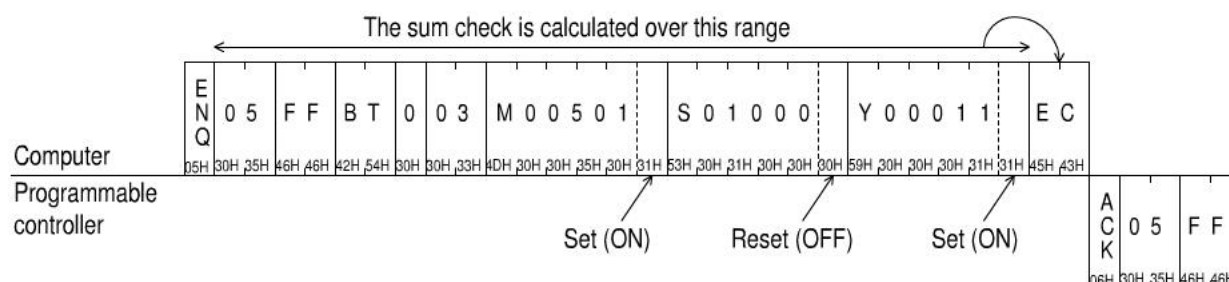 The sum check is calculated over this range
ENQ 0 5 F F B T 0 0 3 M 0 0 5 0 1 S 0 1 0 0 0 Y 0 0 0 1 1 E C
Computer 05H 30H 35H 46H 46H 42H 54H 30H 30H 33H 4DH 30H 30H 35H 30H 31H 53H 30H 31H 30H 30H 30H 59H 30H 30H 30H 31H 31H 45H 43H
Programmable
controller
Set (ON) Reset (OFF) Set (ON)
ACK 0 5 F F
06H 30H 35H 46H 46H